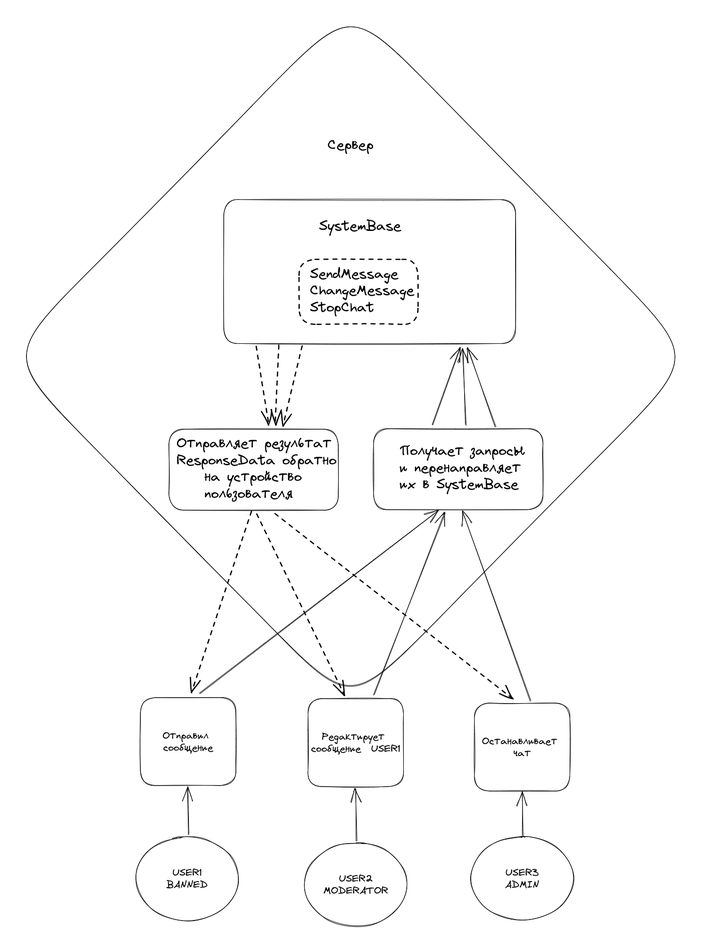 Сервер
SystemBase
SendMessage
ChangeMessage
StopChat
Отправляет результат
ResponseData обратно
на устройство
пользователя
Получает запросы
и перенаправляет
их в SystemBase
Отправил
сообщение
Редактирует
сообщение USER1
Останавливает
чат
USER1
BANNED
USER2
MODERATOR
USER3
ADMIN